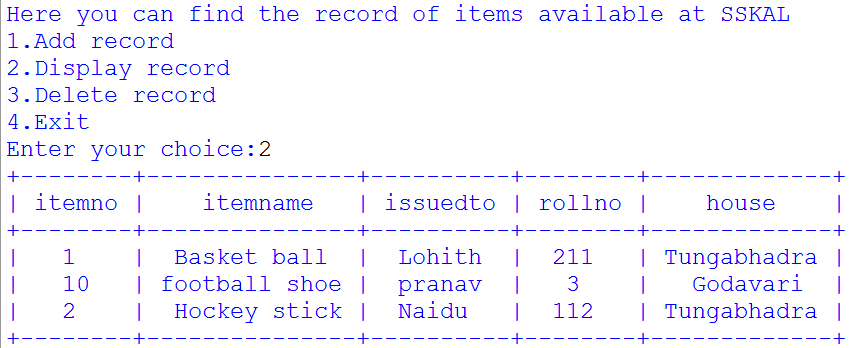 Here you can find the record of items available at SSKAL
1.Add record
2.Display record
3.Delete record
4.Exit
Enter your choice:2
+--------+---------------+----------+--------+-------------+
| itemno |    itemname   | issuedto | rollno |    house    |
+--------+---------------+----------+--------+-------------+
|   1    |  Basket ball  |  Lohith  |  211   | Tungabhadra |
|   10   | football shoe |  pranav  |   3    |   Godavari  |
|   2    |  Hockey stick |  Naidu   |  112   | Tungabhadra |
+--------+---------------+----------+--------+-------------+